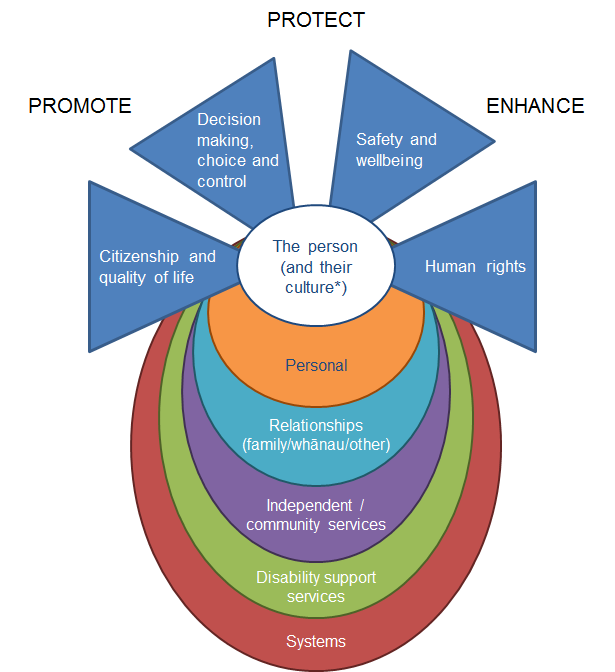 PROTECT
PROMOTE
ENHANCE
Decision
making,
choice and
control
Safety and
wellbeing
Citizenship and
quality of life
The person
(and their
culture*)
Human rights
Personal
Relationships
(family/whānau/other)
Independent /
community services
Disability support
services
Systems